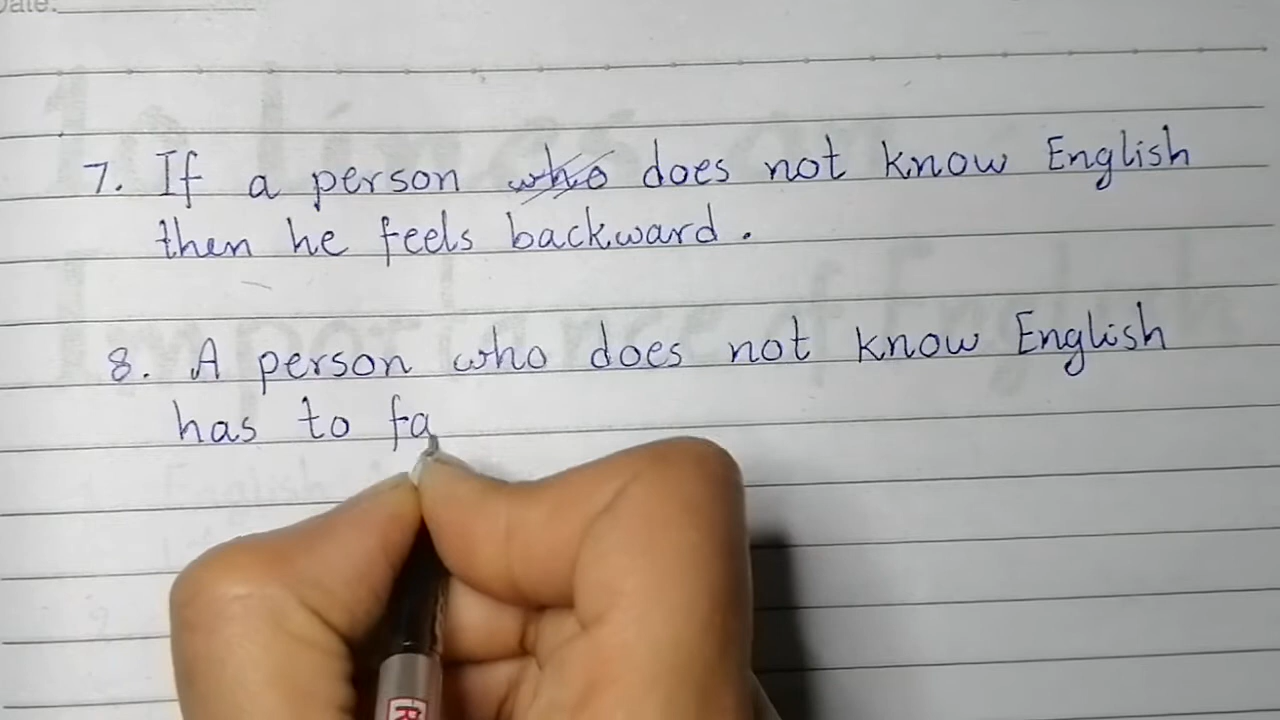 Date:
7. If a person who does not know English
then he feels backward.
8. A person who does not know English
has to fa